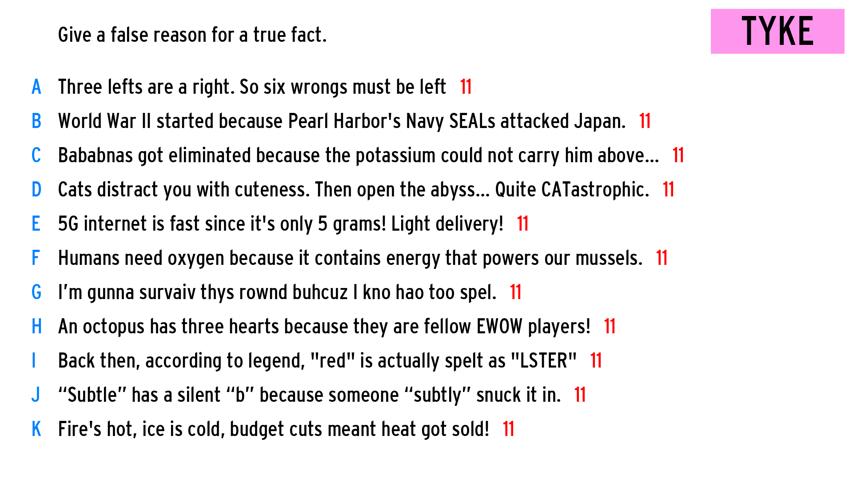 Give a false reason for a true fact.
TYKE
A Three lefts are a right. So six wrongs must be left 11
B World War II started because Pearl Harbor's Navy SEALs attacked Japan. 11
C Bababnas got eliminated because the potassium could not carry him above... 11
D Cats distract you with cuteness. Then open the abyss... Quite CATastrophic. 11
E 5G internet is fast since it's only 5 grams! Light delivery! 11
F Humans need oxygen because it contains energy that powers our mussels. 11
G I'm gunna survaiv thys rownd buhcuz I kno hao too spel. 11
H An octopus has three hearts because they are fellow EWOW players! 11
I Back then, according to legend, "red" is actually spelt as "LSTER" 11
J “Subtle” has a silent “b” because someone “subtly” snuck it in. 11
K Fire's hot, ice is cold, budget cuts meant heat got sold! 11